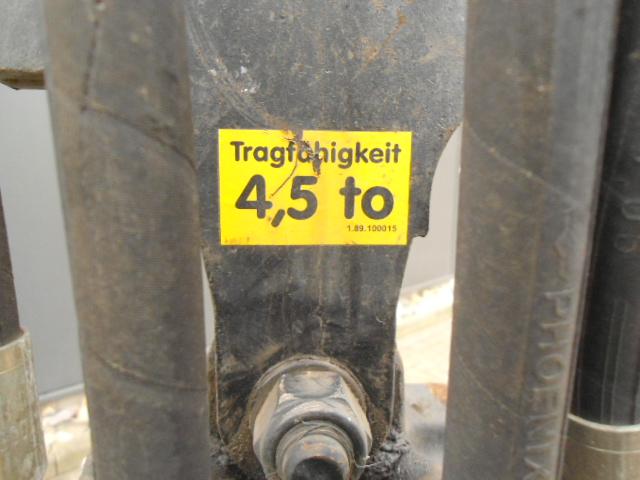 Tragfähigkeit
4,5 to
1.89.100015
PHOENIX